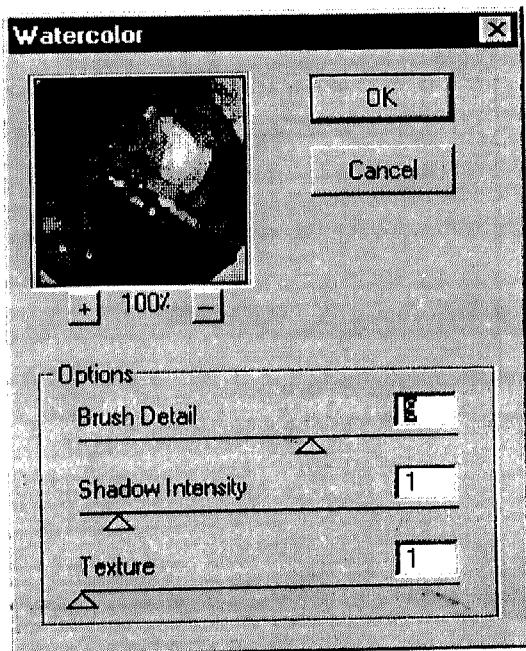 Watercolor
OK
Cancel
+ 100% −
Options
Brush Detail
Shadow Intensity 1
Texture 1